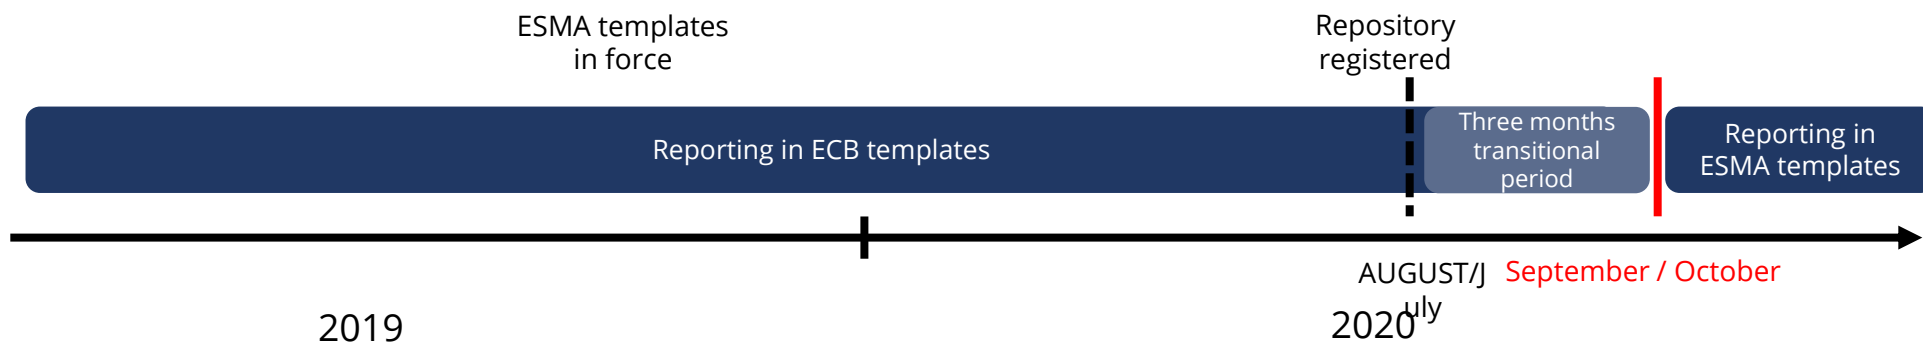 ESMA templates
in force
Repository
registered
Reporting in ECB templates
Three months
transitional
period
Reporting in
ESMA templates
AUGUST/J
uly
September / October
2019
2020